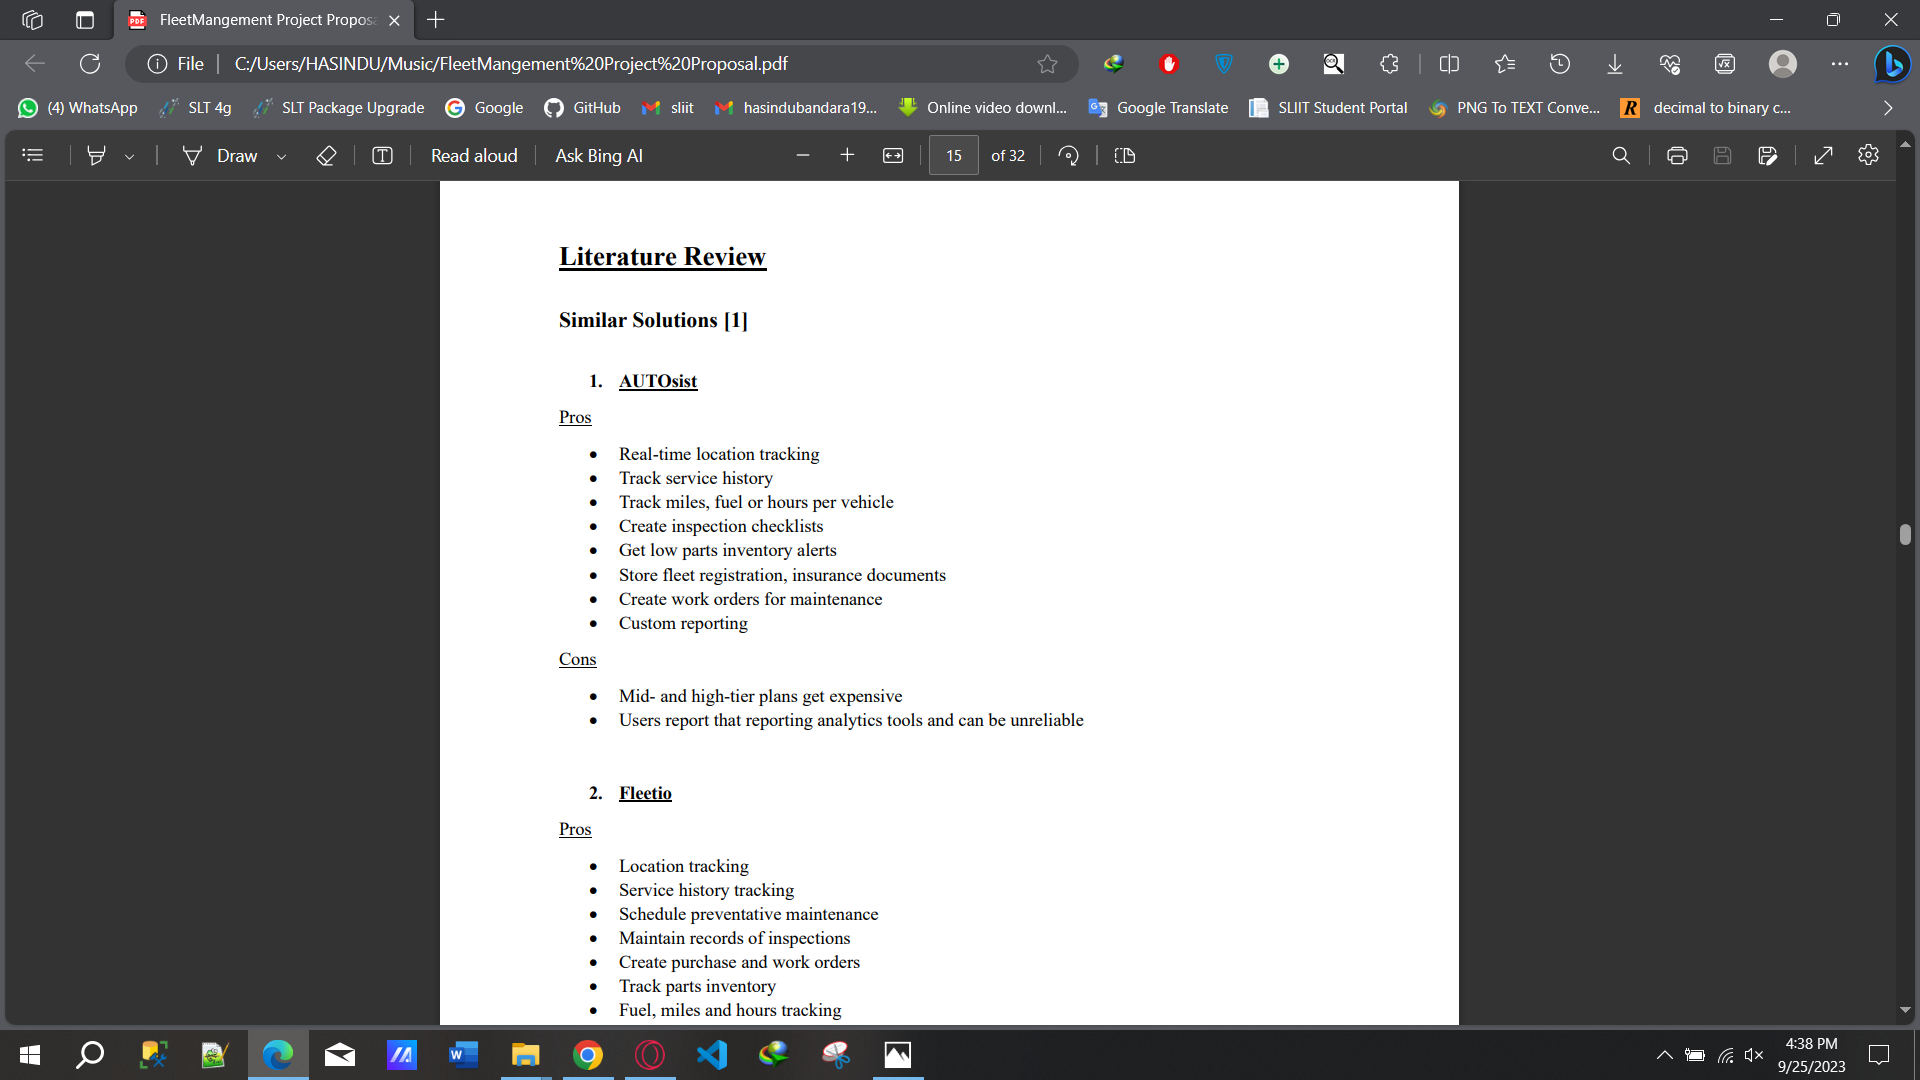 FleetMangement Project Propos
File
C:/Users/HASINDU/Music/FleetMangement%20Project%20Proposal.pdf
(4) WhatsApp
SLT 4g
SLT Package Upgrade
Google
GitHub
sliit
hasindubandara19...
Online video downl...
Google Translate
SLIIT Student Portal
PNG To TEXT Conve...
decimal to binary c...
Draw
Read aloud
Ask Bing AI
15
of 32
Literature Review
Similar Solutions [1]
1. AUTOsist
Pros
• Real-time location tracking
• Track service history
• Track miles, fuel or hours per vehicle
• Create inspection checklists
• Get low parts inventory alerts
• Store fleet registration, insurance documents
• Create work orders for maintenance
• Custom reporting
Cons
• Mid- and high-tier plans get expensive
• Users report that reporting analytics tools and can be unreliable
2. Fleetio
Pros
• Location tracking
• Service history tracking
• Schedule preventative maintenance
• Maintain records of inspections
• Create purchase and work orders
• Track parts inventory
• Fuel, miles and hours tracking
4:38 PM
9/25/2023